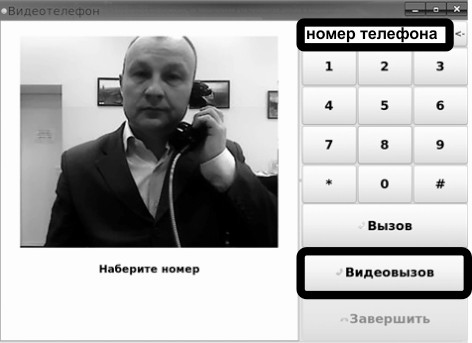 Видеотелефон
номер телефона <-
1 2 3
4 5 6
7 8 9
* 0 #
Вызов
Наберите номер
Видеовызов
Завершить